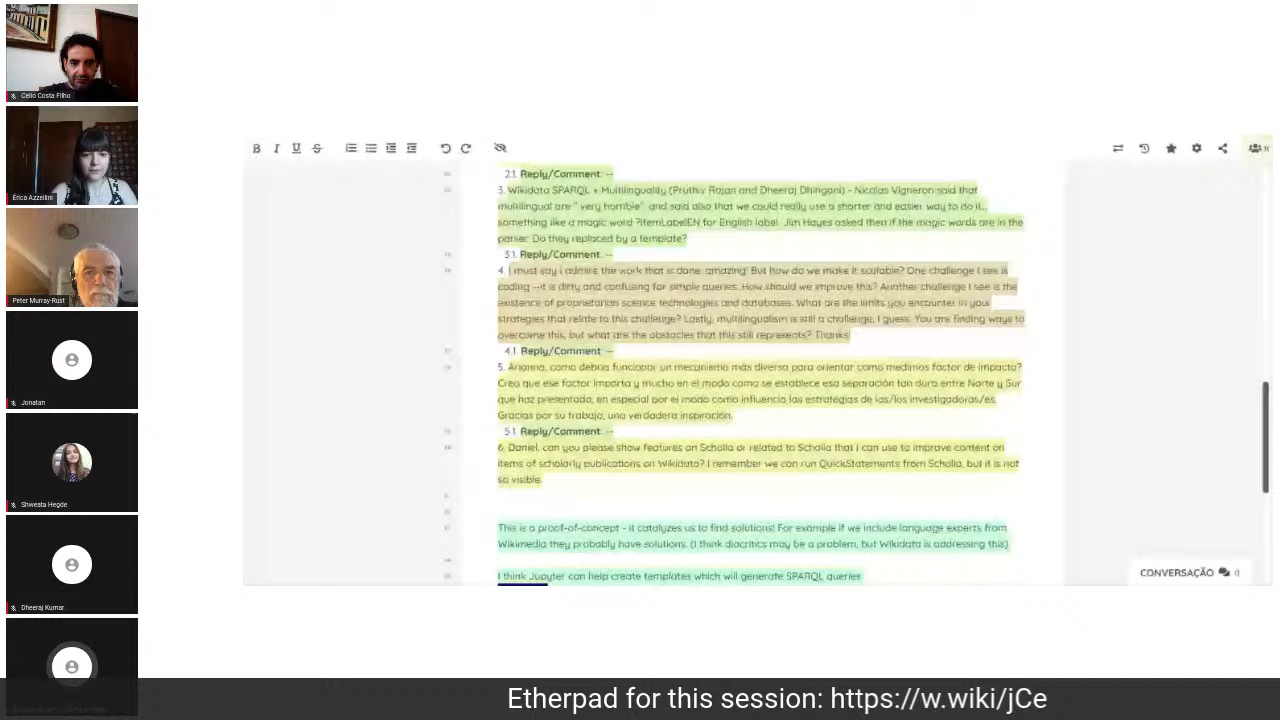 Celio Costa Filho
Érica Azzellini
Peter Murray-Rust
Jonatan
Shweata Hegde
Dheeraj Kumar
B I U S
2.1. Reply/Comment: --
3. Wikidata SPARQL + Multilinguality (Pruthiv Rajan and Dheeraj Dhingani) - Nicolas Vigneron said that
multilingual are " very horrible" and said also that we could really use a shorter and easier way to do it...
something like a magic word ?itemLabelEN for English label. Jim Hayes asked then if the magic words are in the
parser. Do they replaced by a template?
3.1. Reply/Comment: --
4. I must say i admire the work that is done, amazing! But how do we make it scalable? One challenge I see is
coding --it is dirty and confusing for simple queries. How should we improve this? Another challenge I see is the
existence of proprietarian science technologies and databases. What are the limits you encounter in your
strategies that relate to this challenge? Lastly, multilingualism is still a challenge, I guess. You are finding ways to
overcome this, but what are the obstacles that this still represents? Thanks
4.1 Reply/Comment: --
5. Arianna, como debria funcionar un mecanismo más diverso para orientar como medimos factor de impacto?
Creo que ese factor importa y mucho en el modo como se establece esa separación tan dura entre Norte y Sur
que haz presentado, en especial por el modo como influencia las estrategias de las/los investigadoras/es.
Gracias por su trabajo, una verdadera inspiración.
5.1 Reply/Comment: --
6. Daniel, can you please show features on Scholia or related to Scholia that I can use to improve content on
items of scholarly publications on Wikidata? I remember we can run QuickStatements from Scholia, but it is not
so visible.
This is a proof-of-concept - it catalyzes us to find solutions! For example if we include language experts from
Wikimedia they probably have solutions. (I think diacritics may be a problem, but Wikidata is addressing this)
I think Jupyter can help create templates which will generate SPARQL queries
CONVERSAÇÃO 0
Etherpad for this session: https://w.wiki/jCe